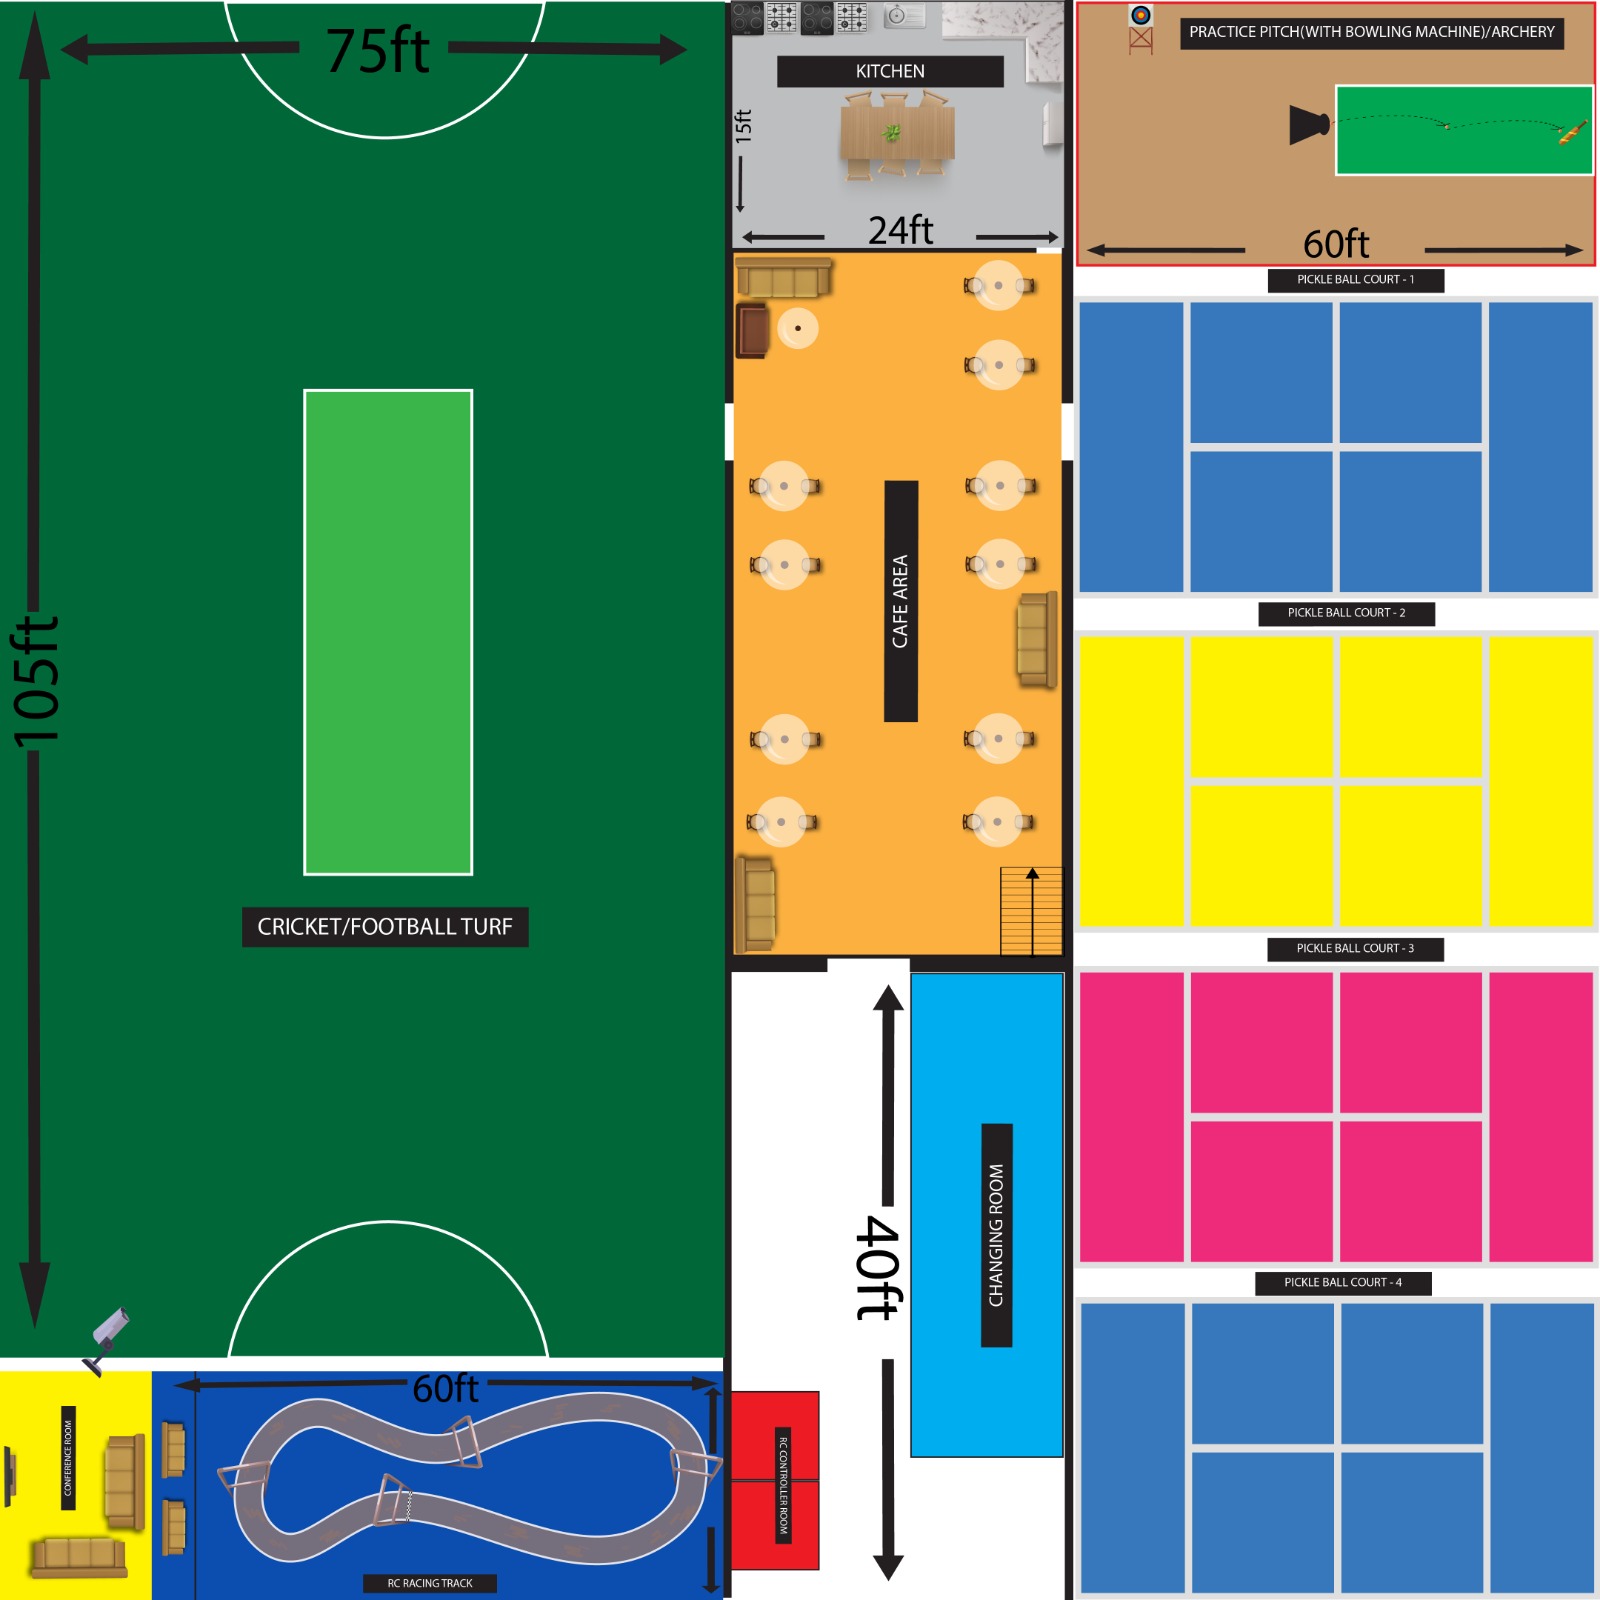 75ft
105ft
CRICKET/FOOTBALL TURF
KITCHEN
15ft
24ft
CAFE AREA
40ft
CHANGING ROOM
RC CONTROLLER ROOM
CONFERENCE ROOM
60ft
RC RACING TRACK
PRACTICE PITCH(WITH BOWLING MACHINE)/ARCHERY
60ft
PICKLE BALL COURT - 1
PICKLE BALL COURT - 2
PICKLE BALL COURT - 3
PICKLE BALL COURT - 4